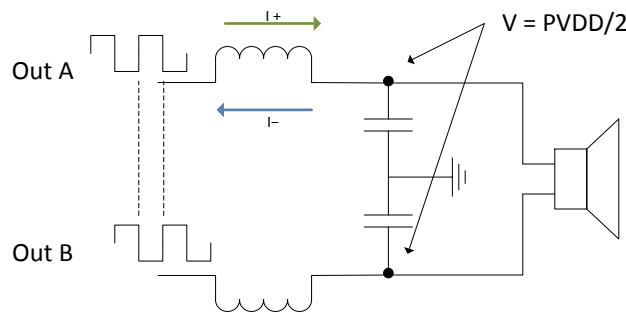 I+
V = PVDD/2
Out A
I−
Out B